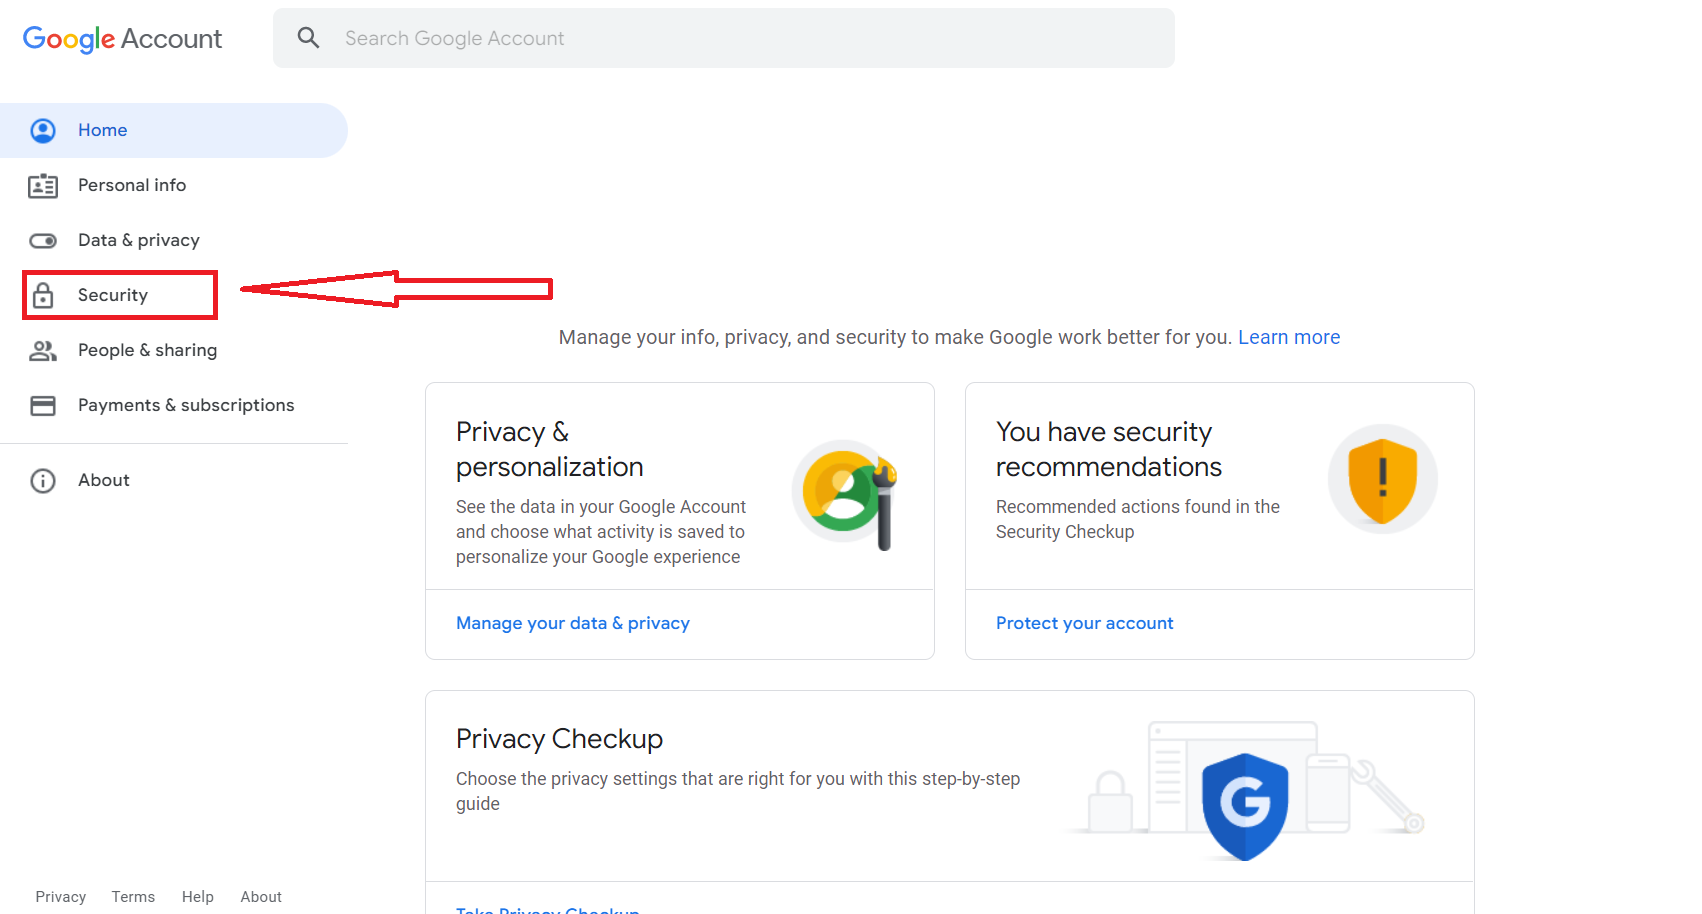 Google Account
Search Google Account
Home
Personal info
Data & privacy
Security
People & sharing
Payments & subscriptions
About
Manage your info, privacy, and security to make Google work better for you. Learn more
Privacy &
personalization
See the data in your Google Account
and choose what activity is saved to
personalize your Google experience
Manage your data & privacy
You have security
recommendations
Recommended actions found in the
Security Checkup
Protect your account
Privacy Checkup
Choose the privacy settings that are right for you with this step-by-step
guide
G
Take Privacy Checkup
Privacy Terms Help About